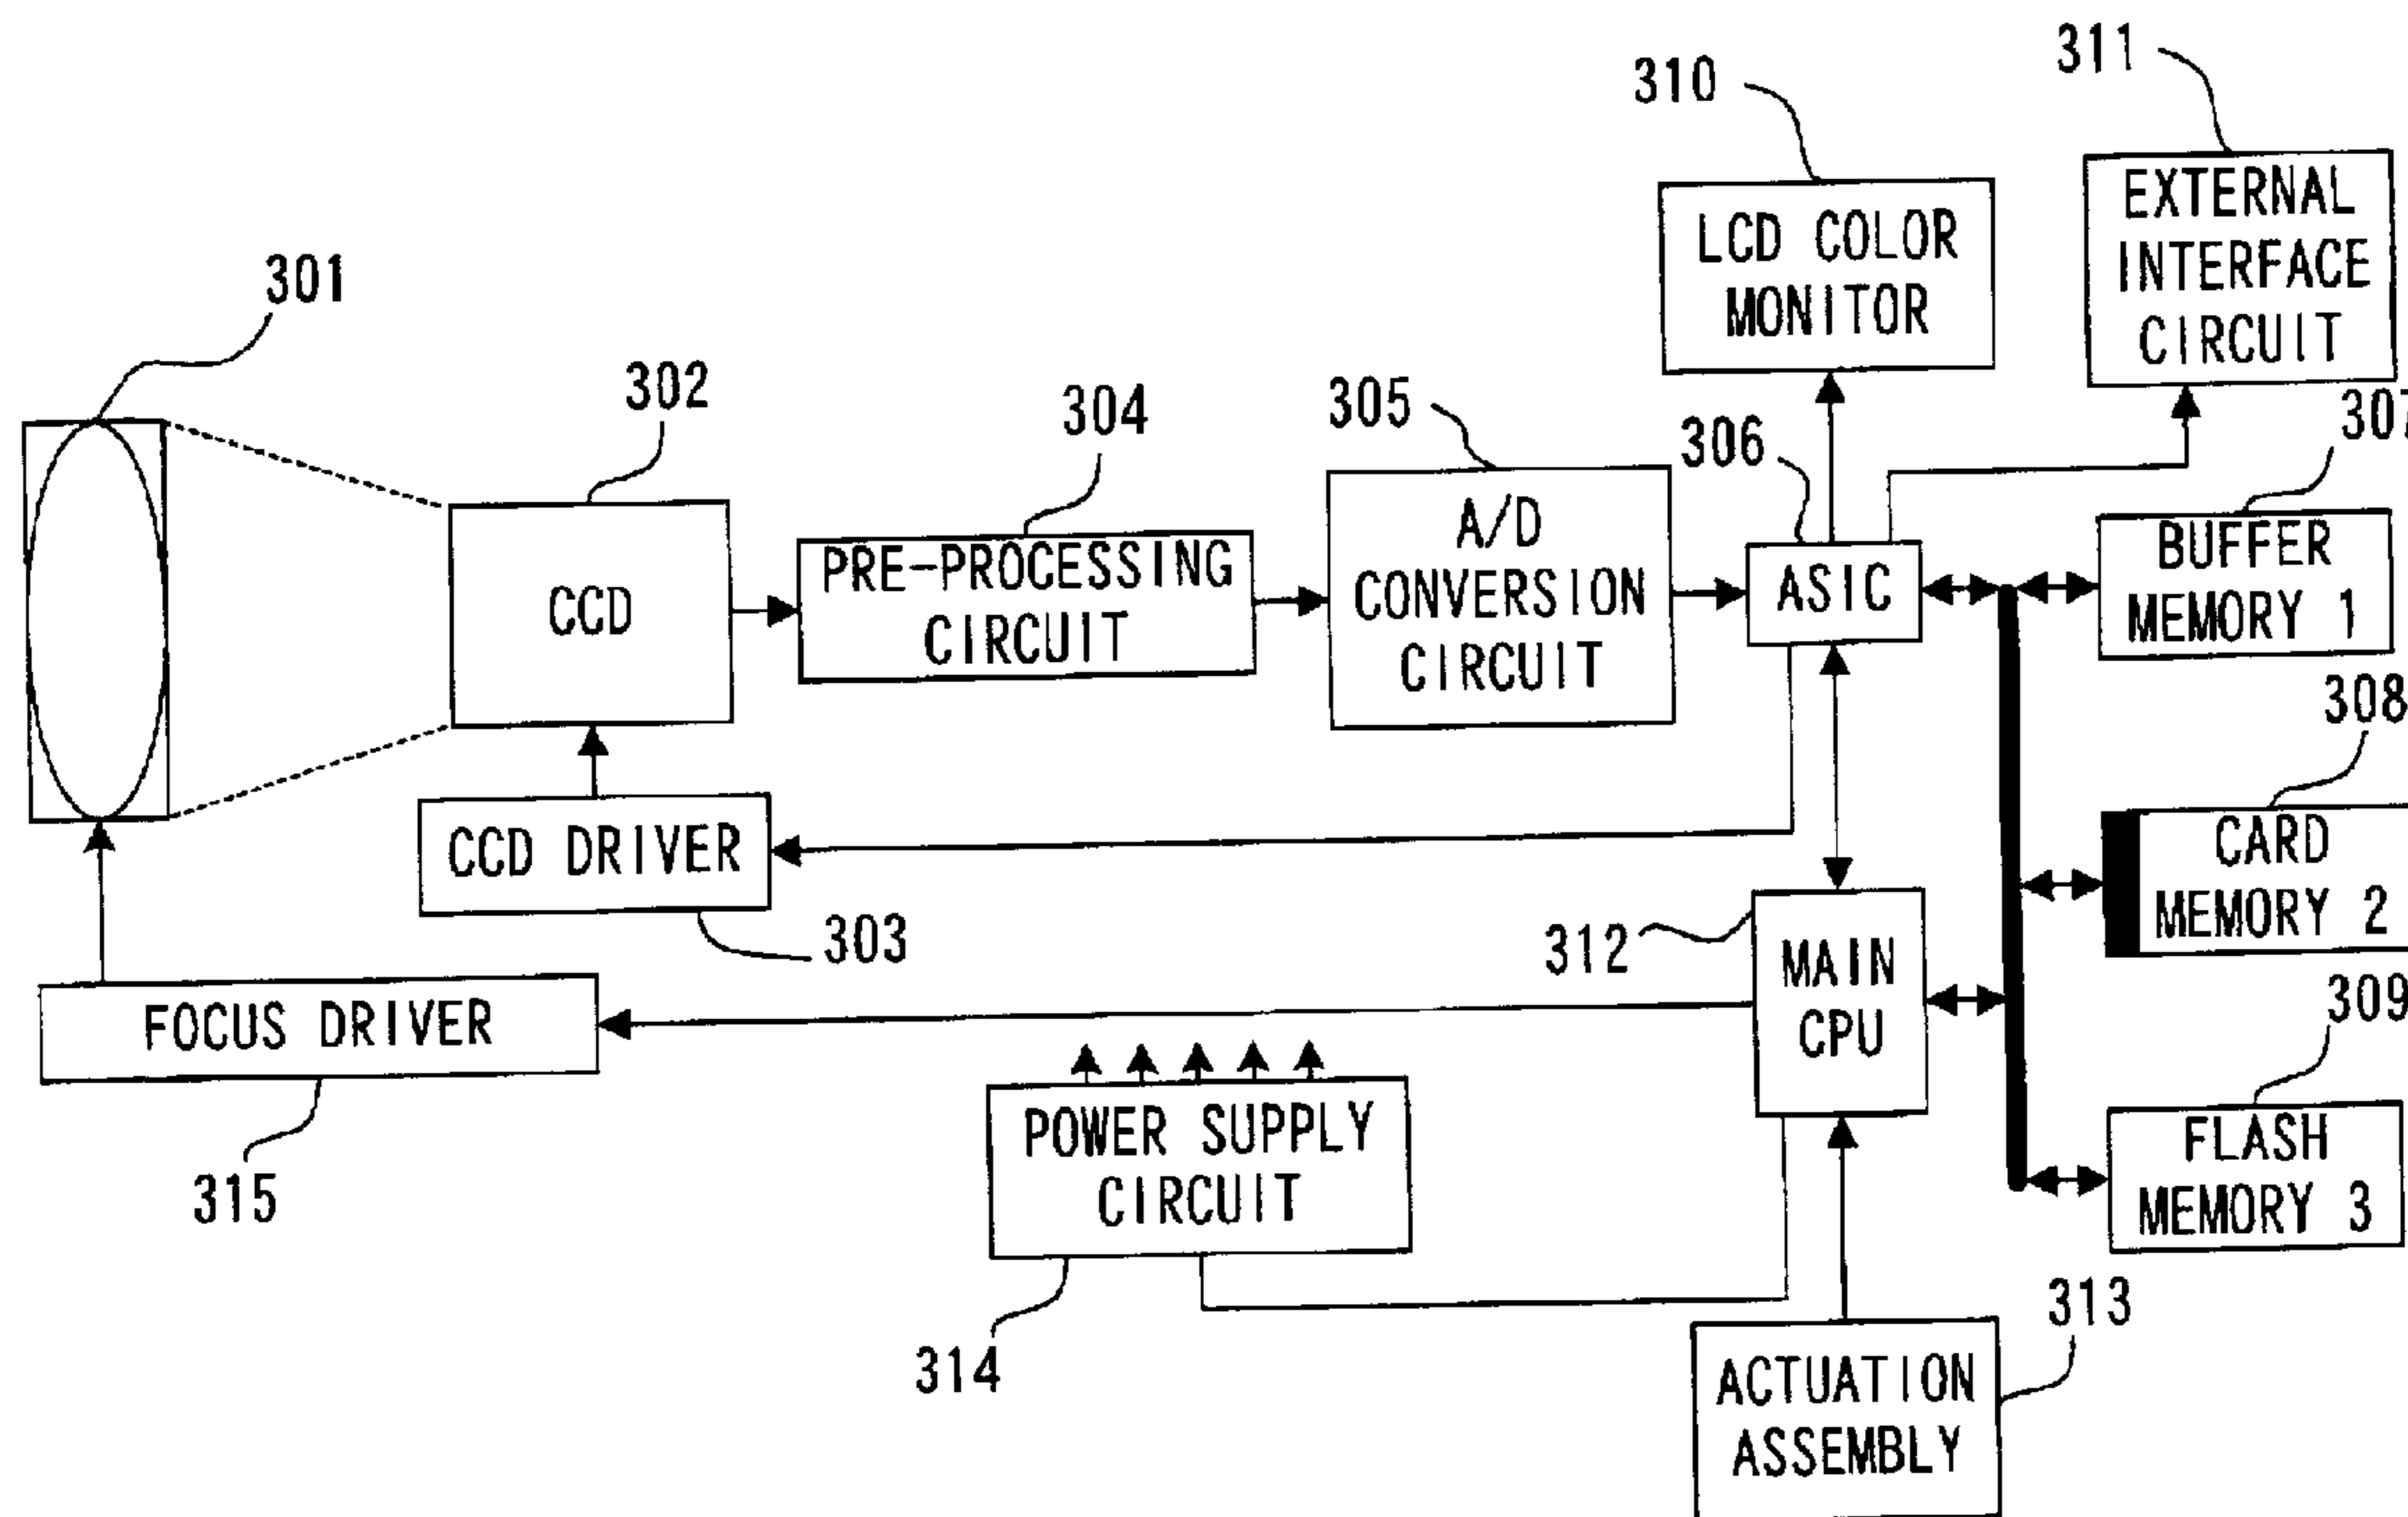 311
310
EXTERNAL
INTERFACE
CIRCUIT
LCD COLOR
MONITOR
301
302
304
305
306
307
A/D
CONVERSION
CIRCUIT
BUFFER
MEMORY 1
PRE-PROCESSING
CIRCUIT
CCD
ASIC
308
CARD
MEMORY 2
CCD DRIVER
303
312
MAIN
CPU
309
FOCUS DRIVER
315
POWER SUPPLY
CIRCUIT
FLASH
MEMORY 3
314
313
ACTUATION
ASSEMBLY